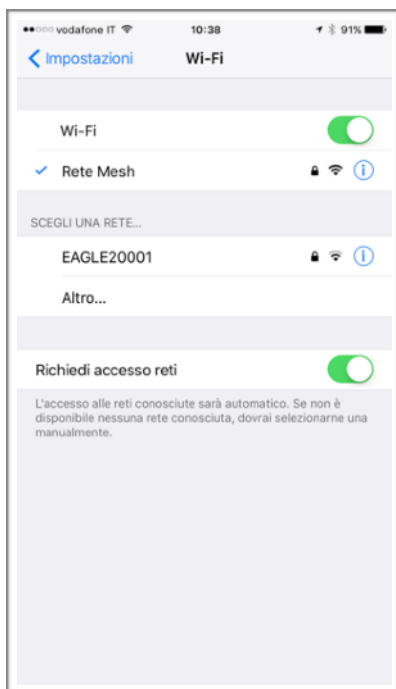 vodafone IT 10:38 91%
Impostazioni Wi-Fi
Wi-Fi
Rete Mesh
SCEGLI UNA RETE...
EAGLE20001
Altro...
Richiedi accesso reti
L'accesso alle reti conosciute sarà automatico. Se non è
disponibile nessuna rete conosciuta, dovrai selezionarne una
manualmente.